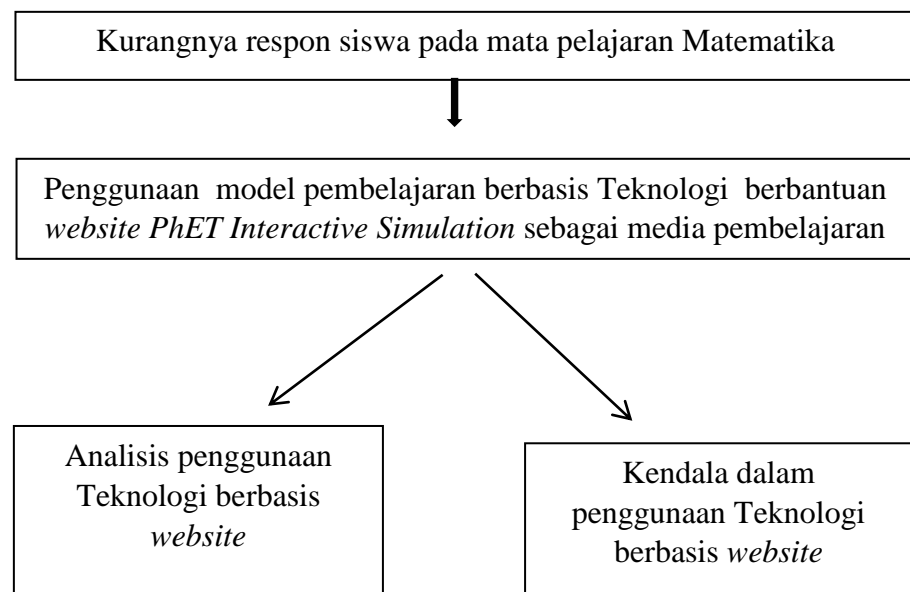 Kurangnya respon siswa pada mata pelajaran Matematika
Penggunaan model pembelajaran berbasis Teknologi berbantuan
website PhET Interactive Simulation sebagai media pembelajaran
Analisis penggunaan
Teknologi berbasis
website
Kendala dalam
penggunaan Teknologi
berbasis website